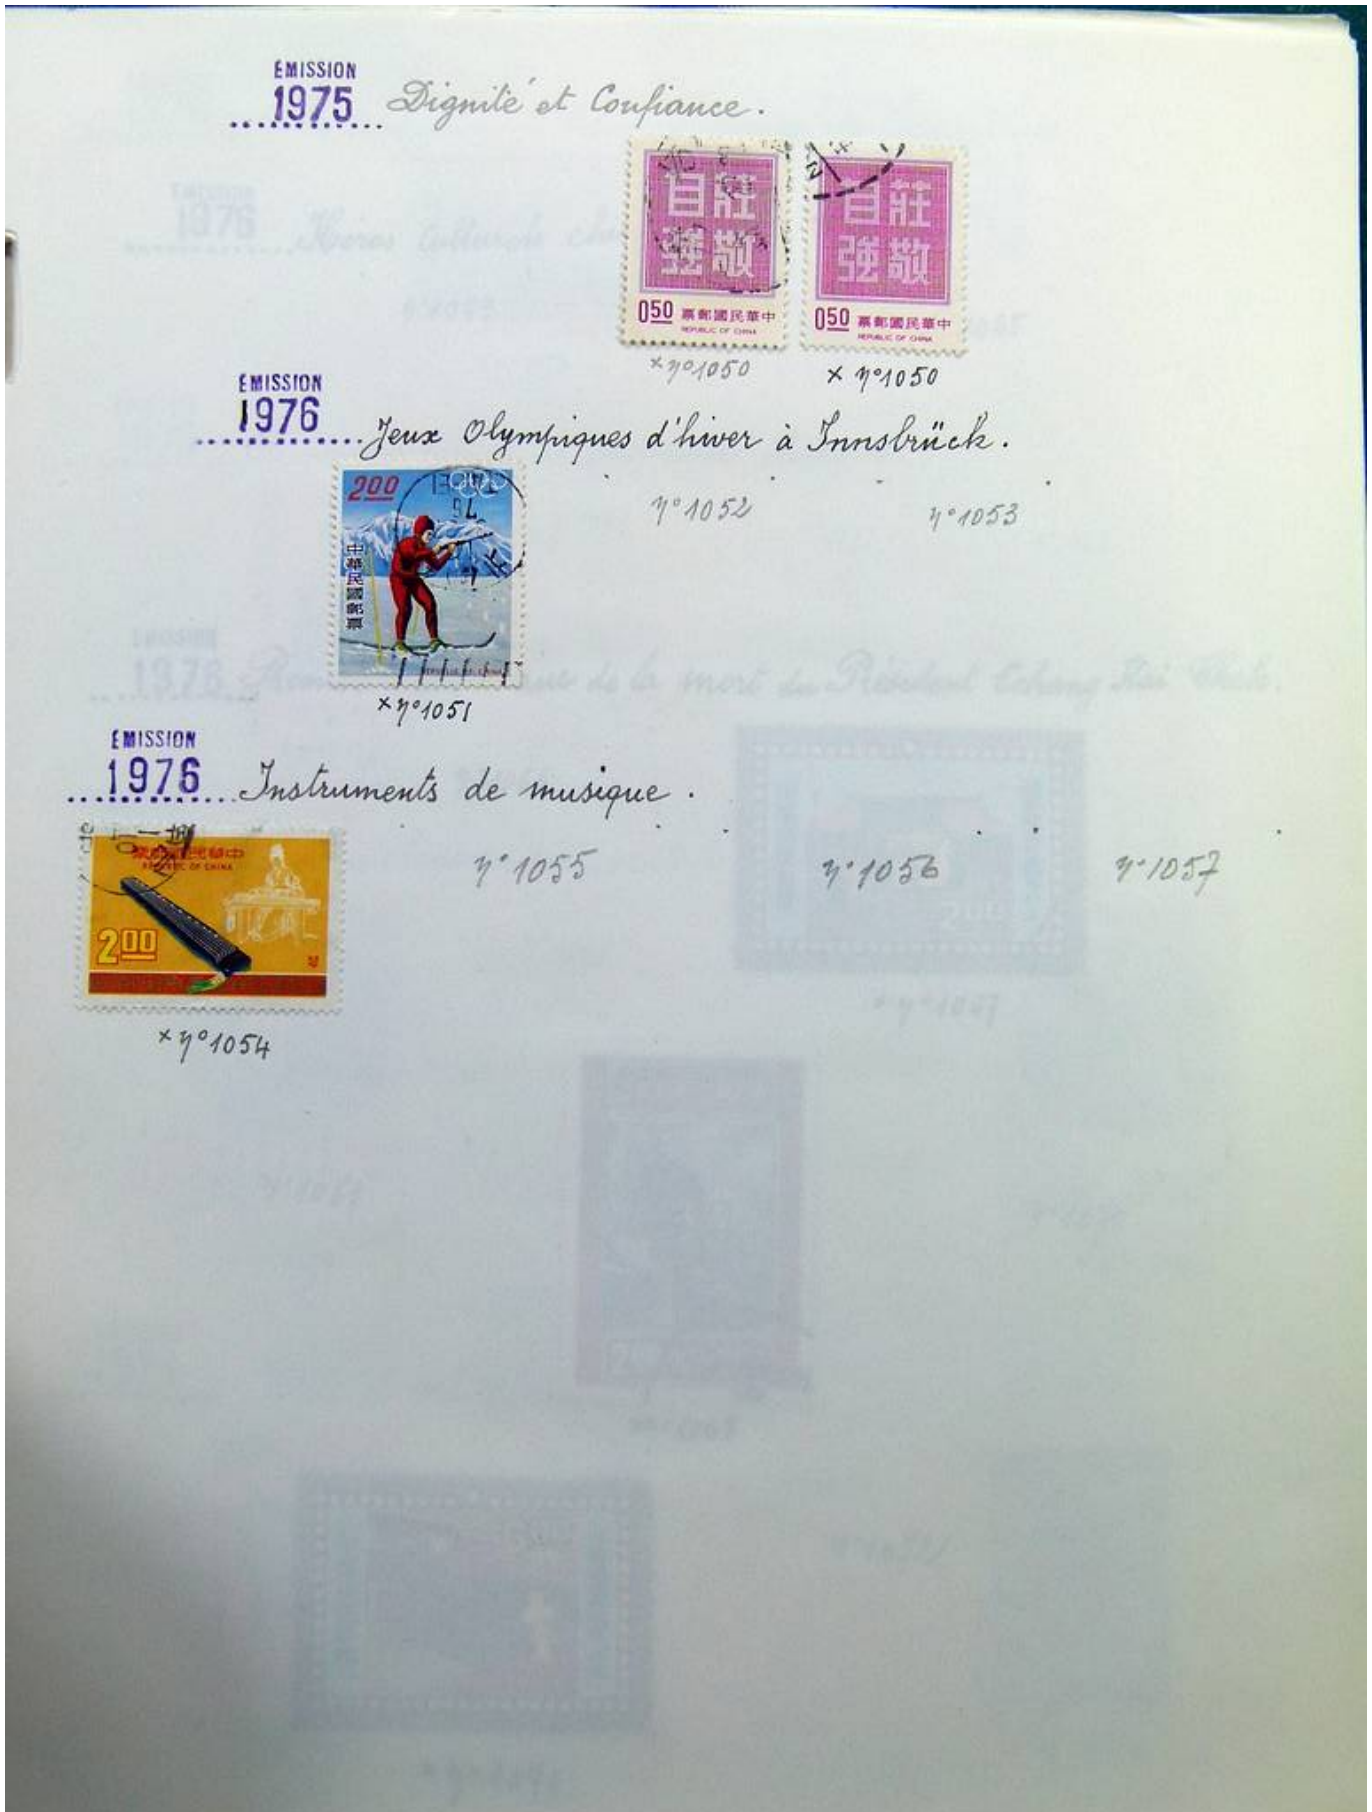 ÉMISSION
1975 Dignité et Confiance.
自莊
強敬
0.50 票郵國民華中
REPUBLIC OF CHINA
自莊
強敬
0.50 票郵國民華中
REPUBLIC OF CHINA
x n°1050
x n°1050
ÉMISSION
1976 Jeux Olympiques d'hiver à Innsbrück.
2.00
中華民國郵票
n°1052
n°1053
x n°1051
ÉMISSION
1976 Instruments de musique.
票郵國民華中
REPUBLIC OF CHINA
2.00
n°1055
n°1056
n°1057
x n°1054